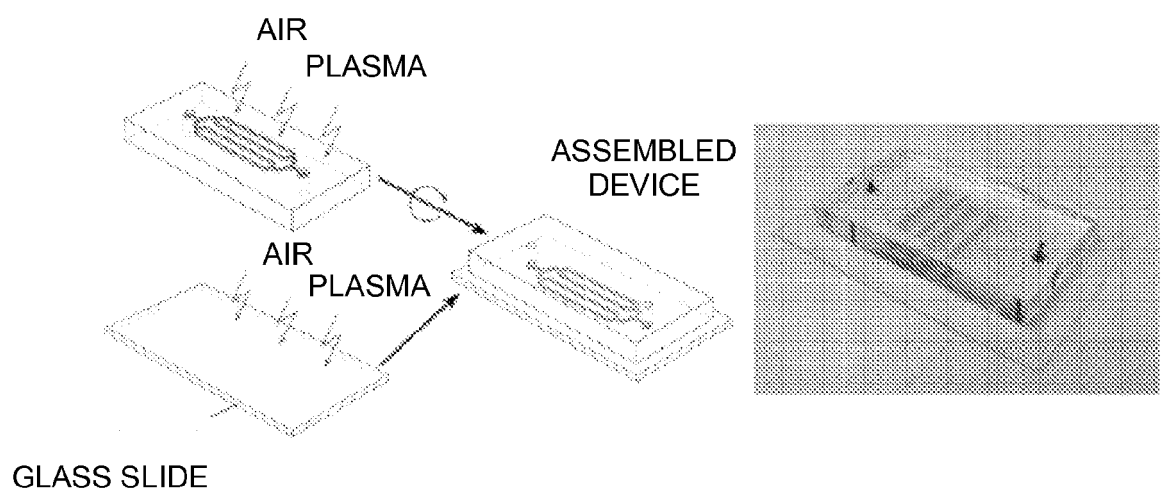 AIR
PLASMA
ASSEMBLED
DEVICE
AIR
PLASMA
GLASS SLIDE